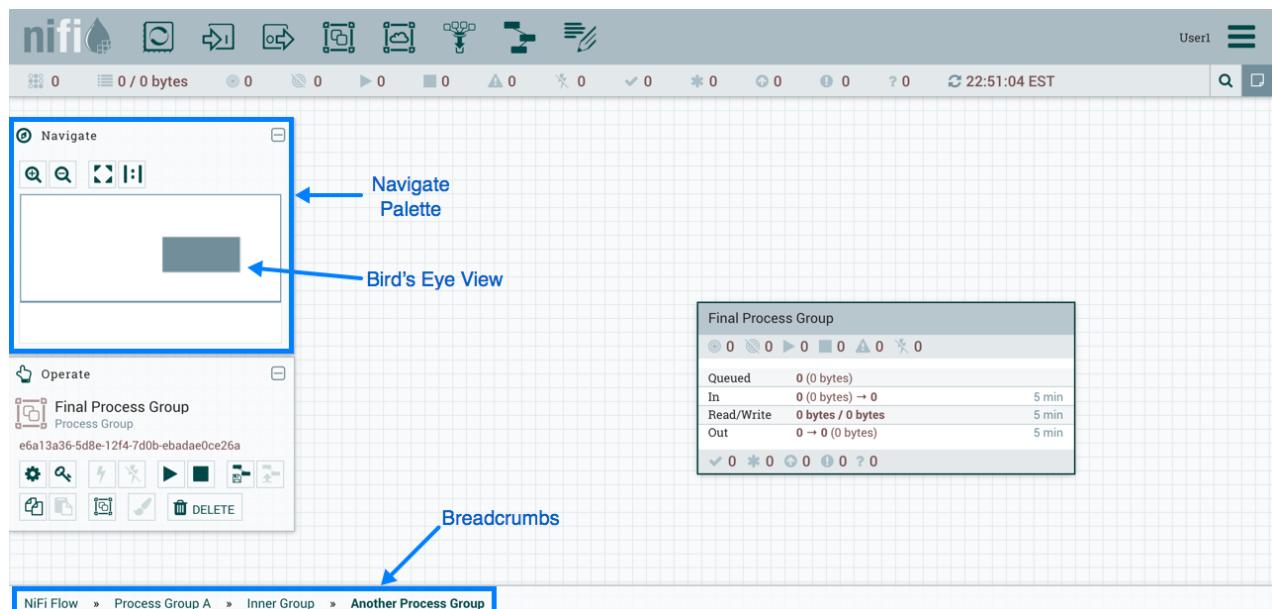 nifi
User1
0 0 / 0 bytes 0 0 0 0 0 0 0 0 0 0 ? 0 22:51:04 EST
Navigate
Navigate
Palette
Bird's Eye View
Final Process Group
0 0 0 0 0 0
Queued 0 (0 bytes)
In 0 (0 bytes) → 0 5 min
Read/Write 0 bytes / 0 bytes 5 min
Out 0 → 0 (0 bytes) 5 min
0 0 0 0 ? 0
Operate
Final Process Group
Process Group
e6a13a36-5d8e-12f4-7d0b-ebadae0ce26a
DELETE
Breadcrumbs
NiFi Flow » Process Group A » Inner Group » Another Process Group